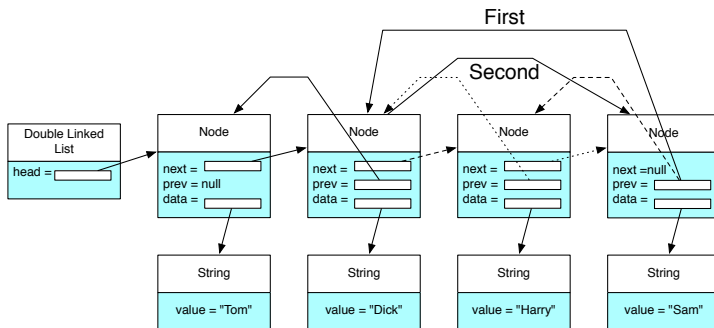 First
Second
Double Linked
List
head =
Node
next =
prev = null
data =
Node
next =
prev =
data =
Node
next =
prev =
data =
Node
next =null
prev =
data =
String
value = "Tom"
String
value = "Dick"
String
value = "Harry"
String
value = "Sam"